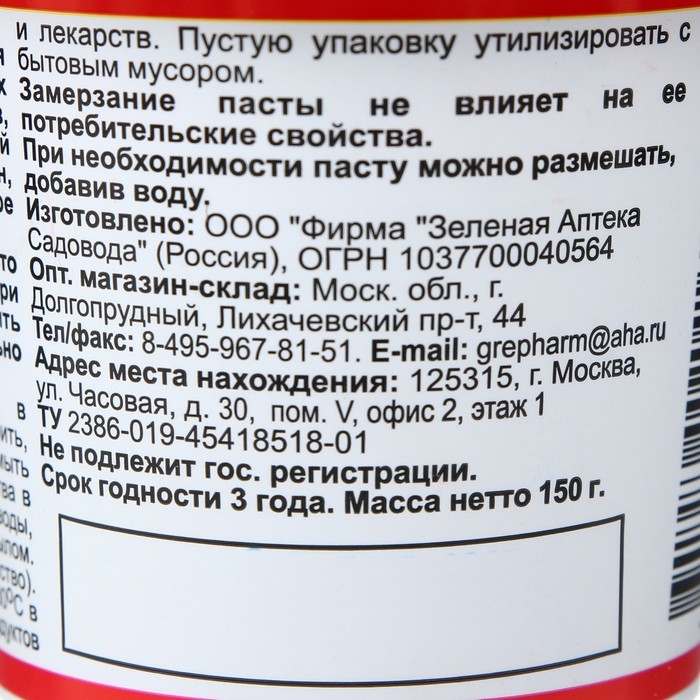 и лекарств. Пустую упаковку утилизировать с
бытовым мусором.
Замерзание пасты не влияет на ее
потребительские свойства.
При необходимости пасту можно размешать,
добавив воду.
Изготовлено: ООО "Фирма "Зеленая Аптека
Садовода" (Россия), ОГРН 1037700040564
Опт. магазин-склад: Моск. обл., г.
Долгопрудный, Лихачевский пр-т, 44
Тел/факс: 8-495-967-81-51. E-mail: grepharm@aha.ru
Адрес места нахождения: 125315, г. Москва,
ул. Часовая, д. 30, пом. V, офис 2, этаж 1
ТУ 2386-019-45418518-01
Не подлежит гос. регистрации.
Срок годности 3 года. Масса нетто 150 г.